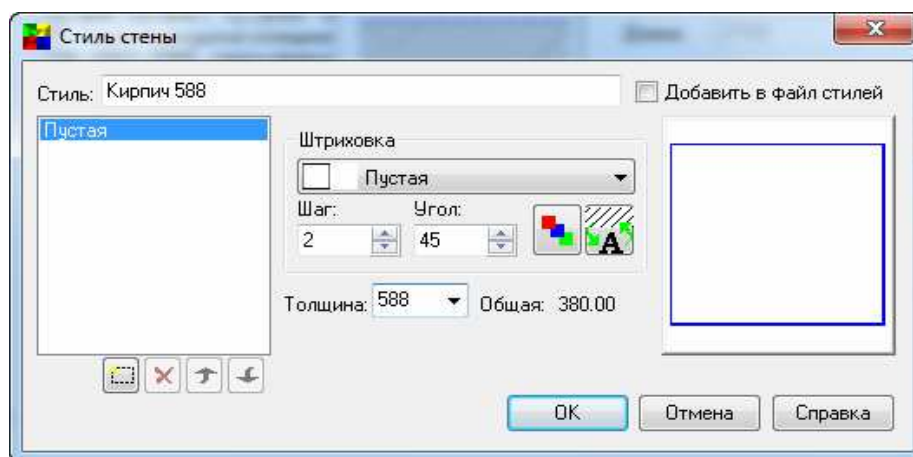 Стиль стены
Стиль: Кирпич 588
Добавить в файл стилей
Пустая
Штриховка
Пустая
Шаг: Угол:
2 45
A
Толщина: 588 Общая: 380.00
OK Отмена Справка